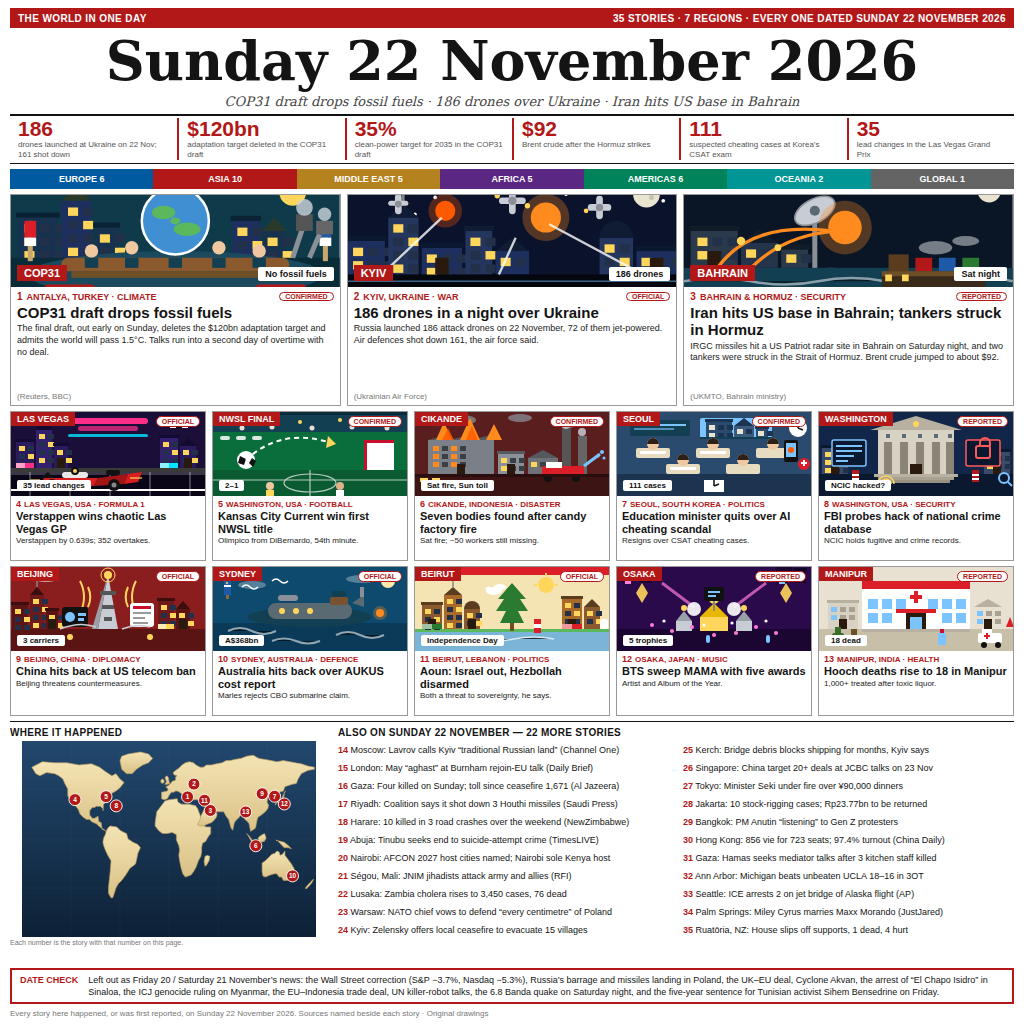 THE WORLD IN ONE DAY
35 STORIES · 7 REGIONS · EVERY ONE DATED SUNDAY 22 NOVEMBER 2026
Sunday 22 November 2026
COP31 draft drops fossil fuels · 186 drones over Ukraine · Iran hits US base in Bahrain
186
drones launched at Ukraine on 22 Nov;
161 shot down
$120bn
adaptation target deleted in the COP31
draft
35%
clean-power target for 2035 in the COP31
draft
$92
Brent crude after the Hormuz strikes
111
suspected cheating cases at Korea's
CSAT exam
35
lead changes in the Las Vegas Grand
Prix
EUROPE 6
ASIA 10
MIDDLE EAST 5
AFRICA 5
AMERICAS 6
OCEANIA 2
GLOBAL 1
COP31
No fossil fuels
1 ANTALYA, TURKEY · CLIMATE
CONFIRMED
COP31 draft drops fossil fuels
The final draft, out early on Sunday, deletes the $120bn adaptation target and
admits the world will pass 1.5°C. Talks run into a second day of overtime with
no deal.
(Reuters, BBC)
KYIV
186 drones
2 KYIV, UKRAINE · WAR
OFFICIAL
186 drones in a night over Ukraine
Russia launched 186 attack drones on 22 November, 72 of them jet-powered.
Air defences shot down 161, the air force said.
(Ukrainian Air Force)
BAHRAIN
Sat night
3 BAHRAIN & HORMUZ · SECURITY
REPORTED
Iran hits US base in Bahrain; tankers struck
in Hormuz
IRGC missiles hit a US Patriot radar site in Bahrain on Saturday night, and two
tankers were struck in the Strait of Hormuz. Brent crude jumped to about $92.
(UKMTO, Bahrain ministry)
LAS VEGAS
OFFICIAL
35 lead changes
4 LAS VEGAS, USA · FORMULA 1
Verstappen wins chaotic Las
Vegas GP
Verstappen by 0.639s; 352 overtakes.
NWSL FINAL
CONFIRMED
2–1
5 WASHINGTON, USA · FOOTBALL
Kansas City Current win first
NWSL title
Olimpico from DiBernardo, 54th minute.
CIKANDE
CONFIRMED
Sat fire, Sun toll
6 CIKANDE, INDONESIA · DISASTER
Seven bodies found after candy
factory fire
Sat fire; ~50 workers still missing.
SEOUL
CONFIRMED
111 cases
7 SEOUL, SOUTH KOREA · POLITICS
Education minister quits over AI
cheating scandal
Resigns over CSAT cheating cases.
WASHINGTON
REPORTED
NCIC hacked?
8 WASHINGTON, USA · SECURITY
FBI probes hack of national crime
database
NCIC holds fugitive and crime records.
BEIJING
OFFICIAL
3 carriers
9 BEIJING, CHINA · DIPLOMACY
China hits back at US telecom ban
Beijing threatens countermeasures.
SYDNEY
OFFICIAL
A$368bn
10 SYDNEY, AUSTRALIA · DEFENCE
Australia hits back over AUKUS
cost report
Marles rejects CBO submarine claim.
BEIRUT
OFFICIAL
Independence Day
11 BEIRUT, LEBANON · POLITICS
Aoun: Israel out, Hezbollah
disarmed
Both a threat to sovereignty, he says.
OSAKA
REPORTED
5 trophies
12 OSAKA, JAPAN · MUSIC
BTS sweep MAMA with five awards
Artist and Album of the Year.
MANIPUR
REPORTED
18 dead
13 MANIPUR, INDIA · HEALTH
Hooch deaths rise to 18 in Manipur
1,000+ treated after toxic liquor.
WHERE IT HAPPENED
1
2
3
4
5
6
7
8
9
10
11
12
13
Each number is the story with that number on this page.
ALSO ON SUNDAY 22 NOVEMBER — 22 MORE STORIES
14 Moscow: Lavrov calls Kyiv “traditional Russian land” (Channel One)
15 London: May “aghast” at Burnham rejoin-EU talk (Daily Brief)
16 Gaza: Four killed on Sunday; toll since ceasefire 1,671 (Al Jazeera)
17 Riyadh: Coalition says it shot down 3 Houthi missiles (Saudi Press)
18 Harare: 10 killed in 3 road crashes over the weekend (NewZimbabwe)
19 Abuja: Tinubu seeks end to suicide-attempt crime (TimesLIVE)
20 Nairobi: AFCON 2027 host cities named; Nairobi sole Kenya host
21 Ségou, Mali: JNIM jihadists attack army and allies (RFI)
22 Lusaka: Zambia cholera rises to 3,450 cases, 76 dead
23 Warsaw: NATO chief vows to defend “every centimetre” of Poland
24 Kyiv: Zelensky offers local ceasefire to evacuate 15 villages
25 Kerch: Bridge debris blocks shipping for months, Kyiv says
26 Singapore: China target 20+ deals at JCBC talks on 23 Nov
27 Tokyo: Minister Seki under fire over ¥90,000 dinners
28 Jakarta: 10 stock-rigging cases; Rp23.77bn to be returned
29 Bangkok: PM Anutin “listening” to Gen Z protesters
30 Hong Kong: 856 vie for 723 seats; 97.4% turnout (China Daily)
31 Gaza: Hamas seeks mediator talks after 3 kitchen staff killed
32 Ann Arbor: Michigan beats unbeaten UCLA 18–16 in 3OT
33 Seattle: ICE arrests 2 on jet bridge of Alaska flight (AP)
34 Palm Springs: Miley Cyrus marries Maxx Morando (JustJared)
35 Ruatōria, NZ: House slips off supports, 1 dead, 4 hurt
DATE CHECK
Left out as Friday 20 / Saturday 21 November's news: the Wall Street correction (S&P −3.7%, Nasdaq −5.3%), Russia's barrage and missiles landing in Poland, the UK–EU deal, Cyclone Akvan, the arrest of “El Chapo Isidro” in
Sinaloa, the ICJ genocide ruling on Myanmar, the EU–Indonesia trade deal, UN killer-robot talks, the 6.8 Banda quake on Saturday night, and the five-year sentence for Tunisian activist Sihem Bensedrine on Friday.
Every story here happened, or was first reported, on Sunday 22 November 2026. Sources named beside each story · Original drawings